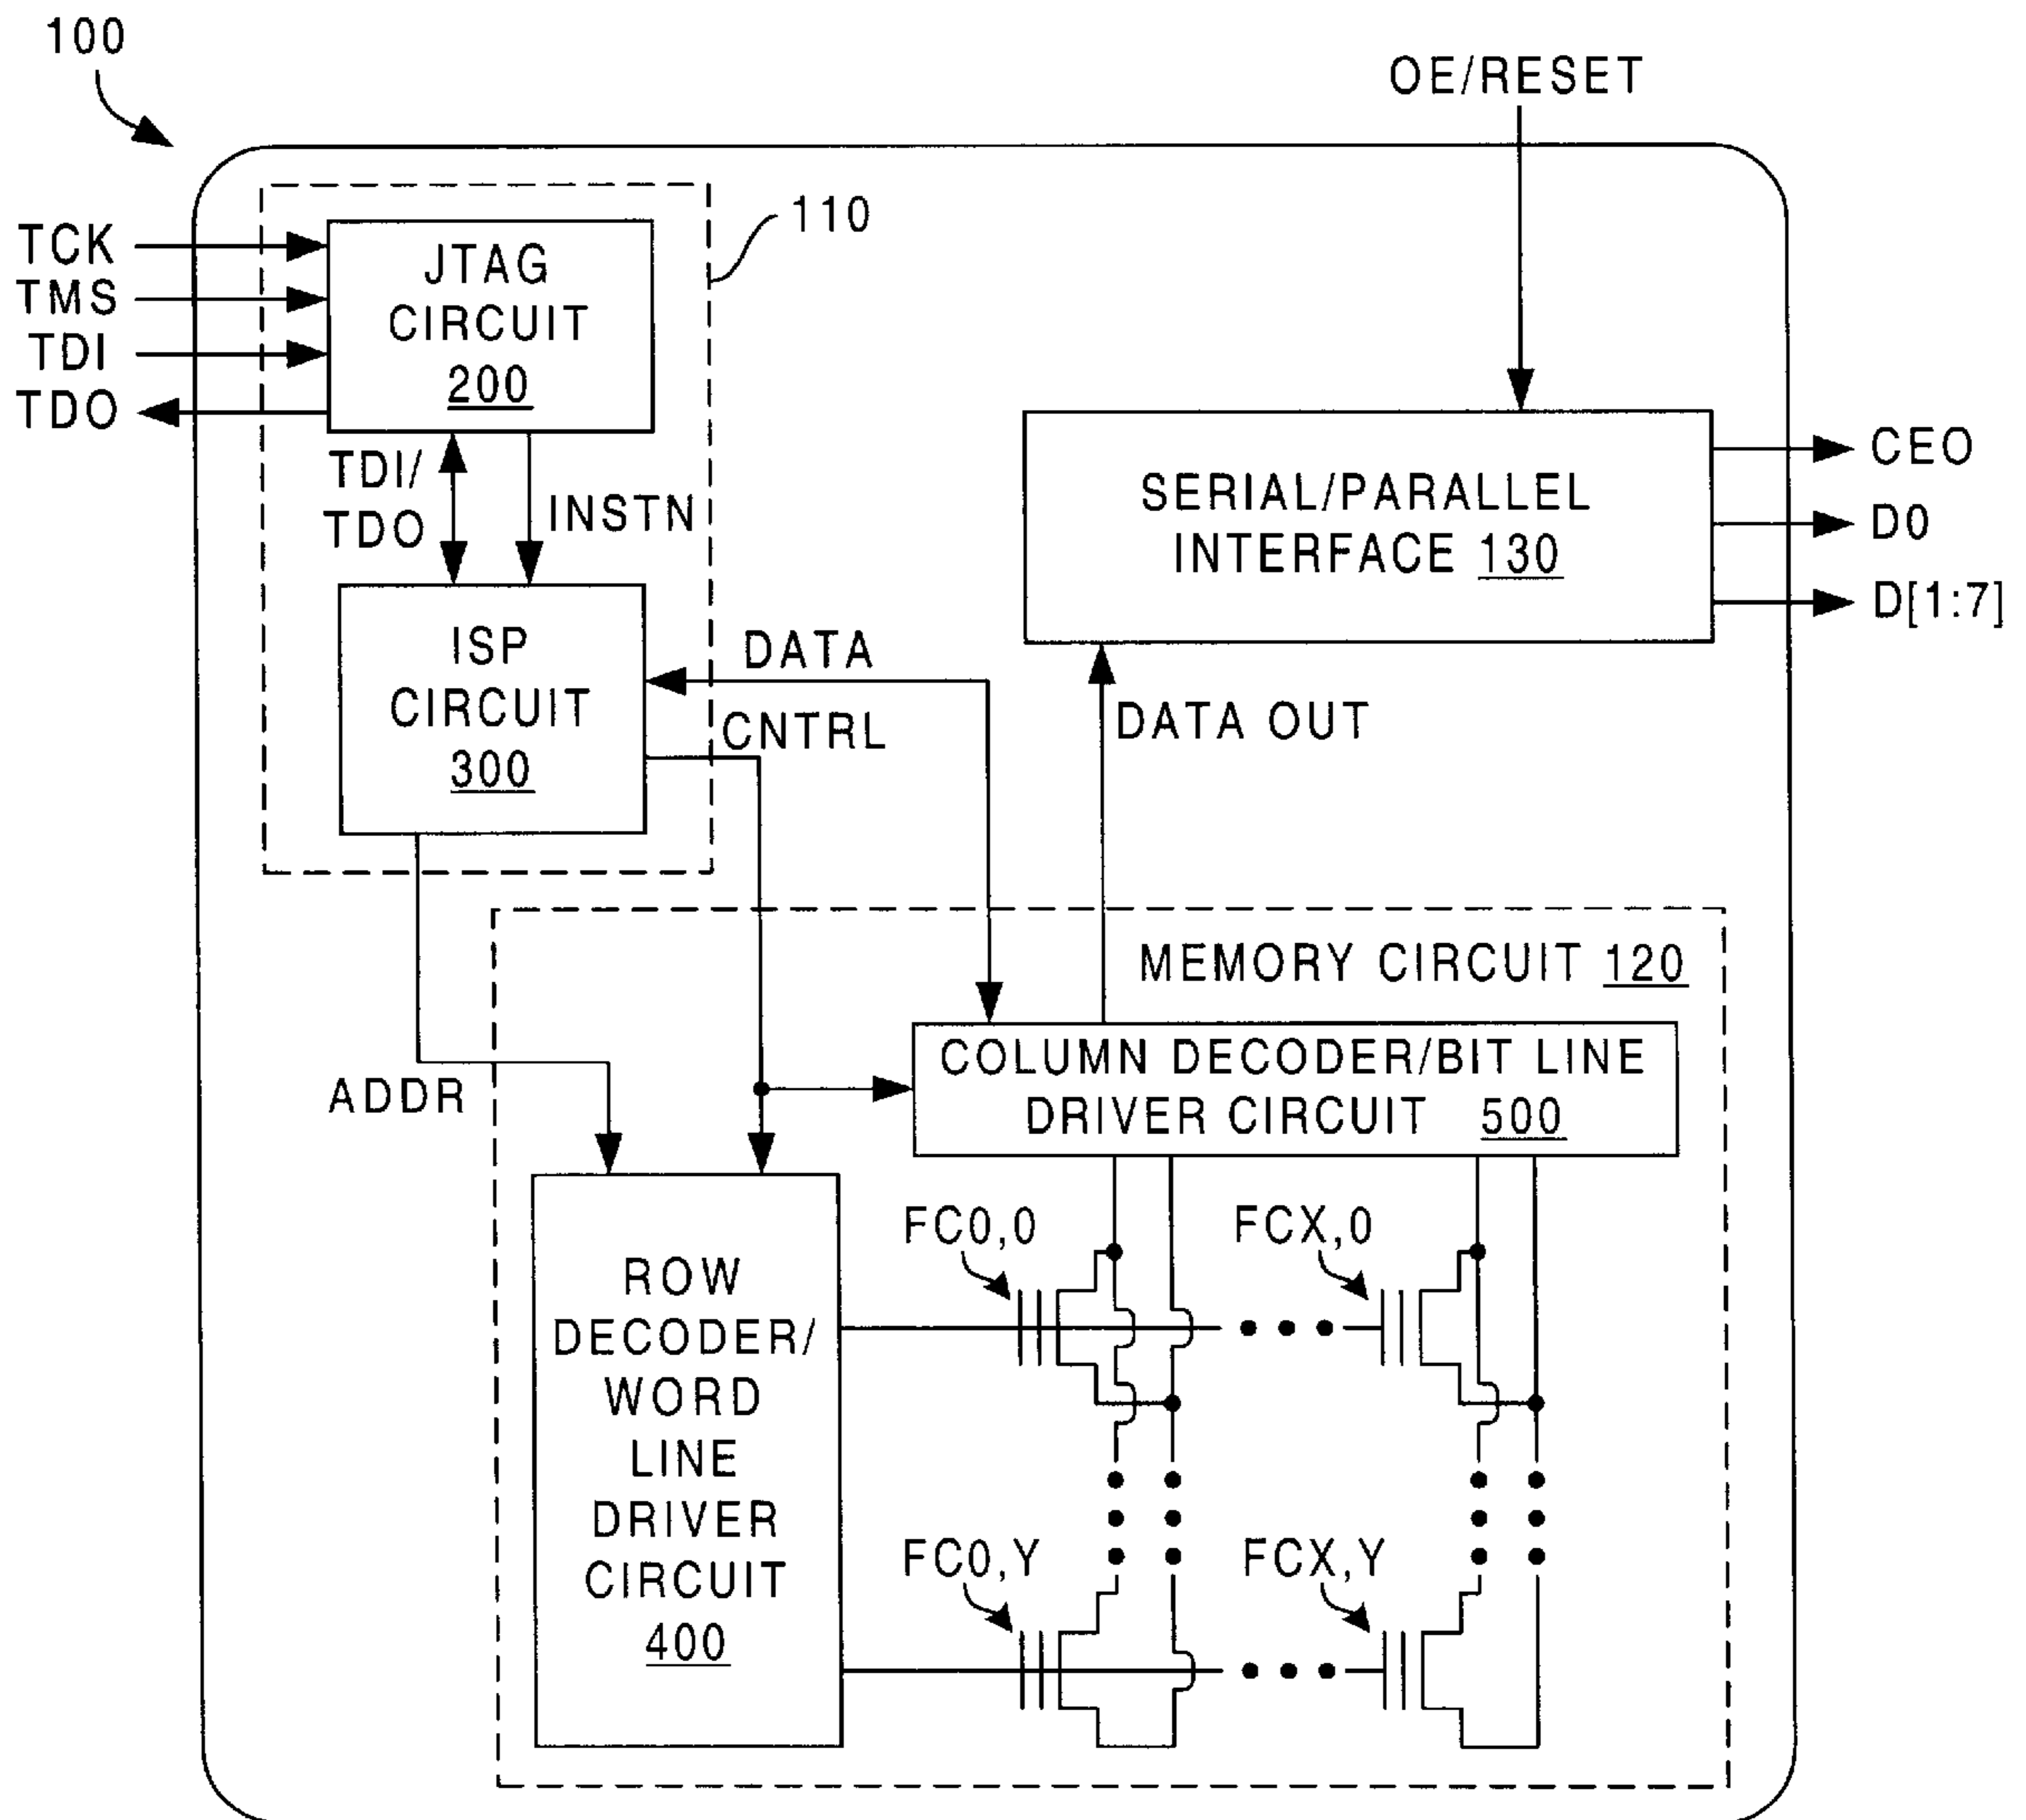 100
OE/RESET
110
TCK
TMS
TDI
TDO
JTAG
CIRCUIT
200
CEO
D0
D[1:7]
TDI/
TDO
INSTN
SERIAL/PARALLEL
INTERFACE 130
ISP
CIRCUIT
300
DATA
CNTRL
DATA OUT
MEMORY CIRCUIT 120
COLUMN DECODER/BIT LINE
DRIVER CIRCUIT 500
ADDR
ROW
DECODER/
WORD
LINE
DRIVER
CIRCUIT
400
FC0,0
FCX,0
FC0,Y
FCX,Y